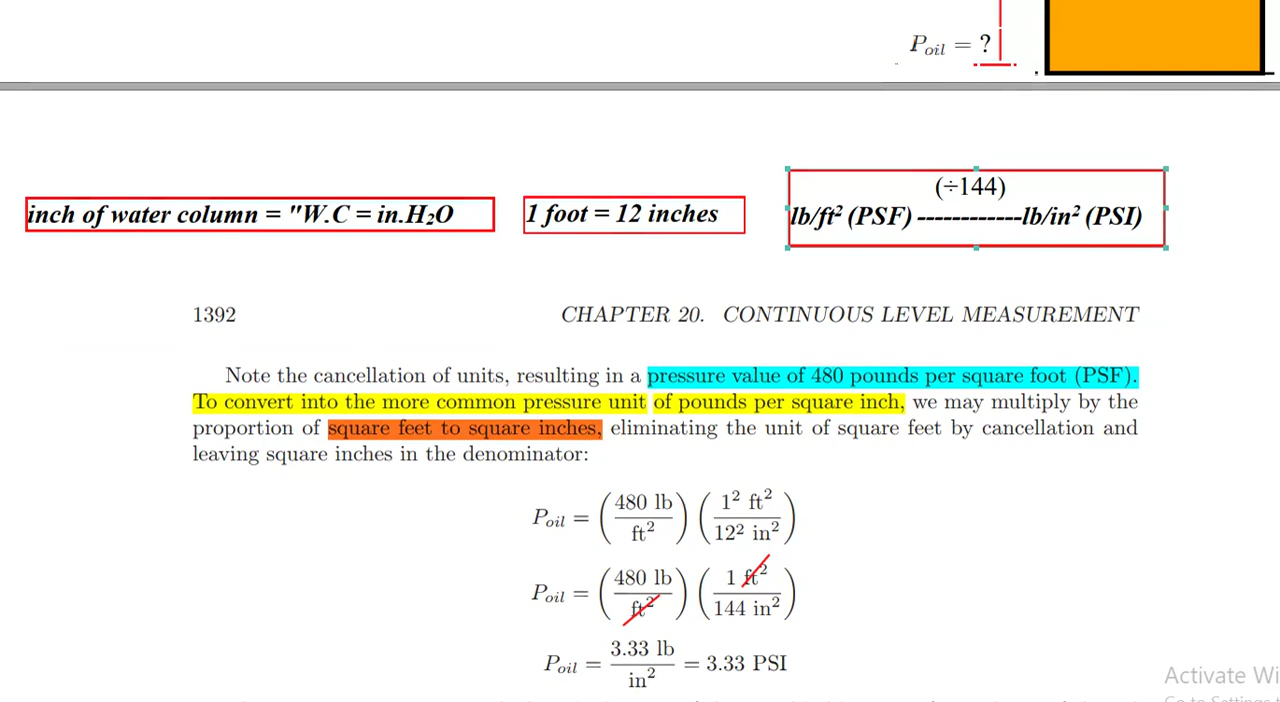 P_oil = ?
inch of water column = "W.C = in.H₂O
1 foot = 12 inches
(÷144)
lb/ft² (PSF) ------------lb/in² (PSI)
1392 CHAPTER 20. CONTINUOUS LEVEL MEASUREMENT
Note the cancellation of units, resulting in a pressure value of 480 pounds per square foot (PSF).
To convert into the more common pressure unit of pounds per square inch, we may multiply by the
proportion of square feet to square inches, eliminating the unit of square feet by cancellation and
leaving square inches in the denominator:
P_oil = (480 lb / ft²) (1² ft² / 12² in²)
P_oil = (480 lb / ft²) (1 ft² / 144 in²)
P_oil = 3.33 lb / in² = 3.33 PSI
Activate Wi